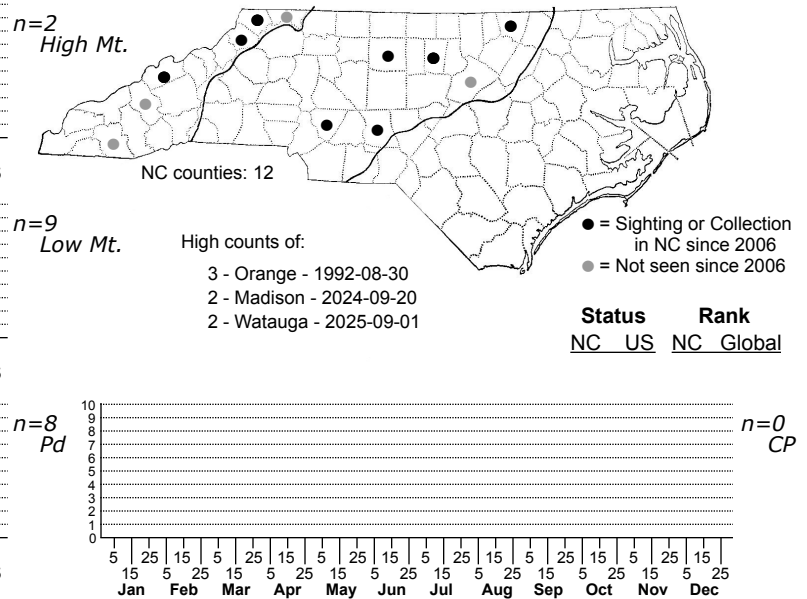 n=2
High Mt.
NC counties: 12
n=9
Low Mt.
High counts of:
3 - Orange - 1992-08-30
2 - Madison - 2024-09-20
2 - Watauga - 2025-09-01
= Sighting or Collection
in NC since 2006
= Not seen since 2006
Status Rank
NC US NC Global
n=8
Pd
n=0
CP
10
9
8
7
6
5
4
3
2
1
0
5 25 15 5 25 15 5 25 15 5 25 15 5 25 15 5 25 15
15 5 25 15 5 25 15 5 25 15 5 25 15 5 25 15 5 25
Jan Feb Mar Apr May Jun Jul Aug Sep Oct Nov Dec